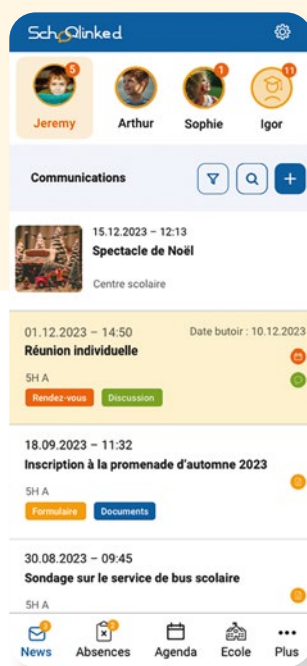 Schoolinked
5
1
11
Jeremy
Arthur
Sophie
Igor
Communications
15.12.2023 – 12:13
Spectacle de Noël
Centre scolaire
01.12.2023 – 14:50
Date butoir : 10.12.2023
Réunion individuelle
5H A
Rendez-vous
Discussion
18.09.2023 – 11:32
Inscription à la promenade d'automne 2023
5H A
Formulaire
Documents
30.08.2023 – 09:45
Sondage sur le service de bus scolaire
5H A
News
Absences
Agenda
Ecole
Plus